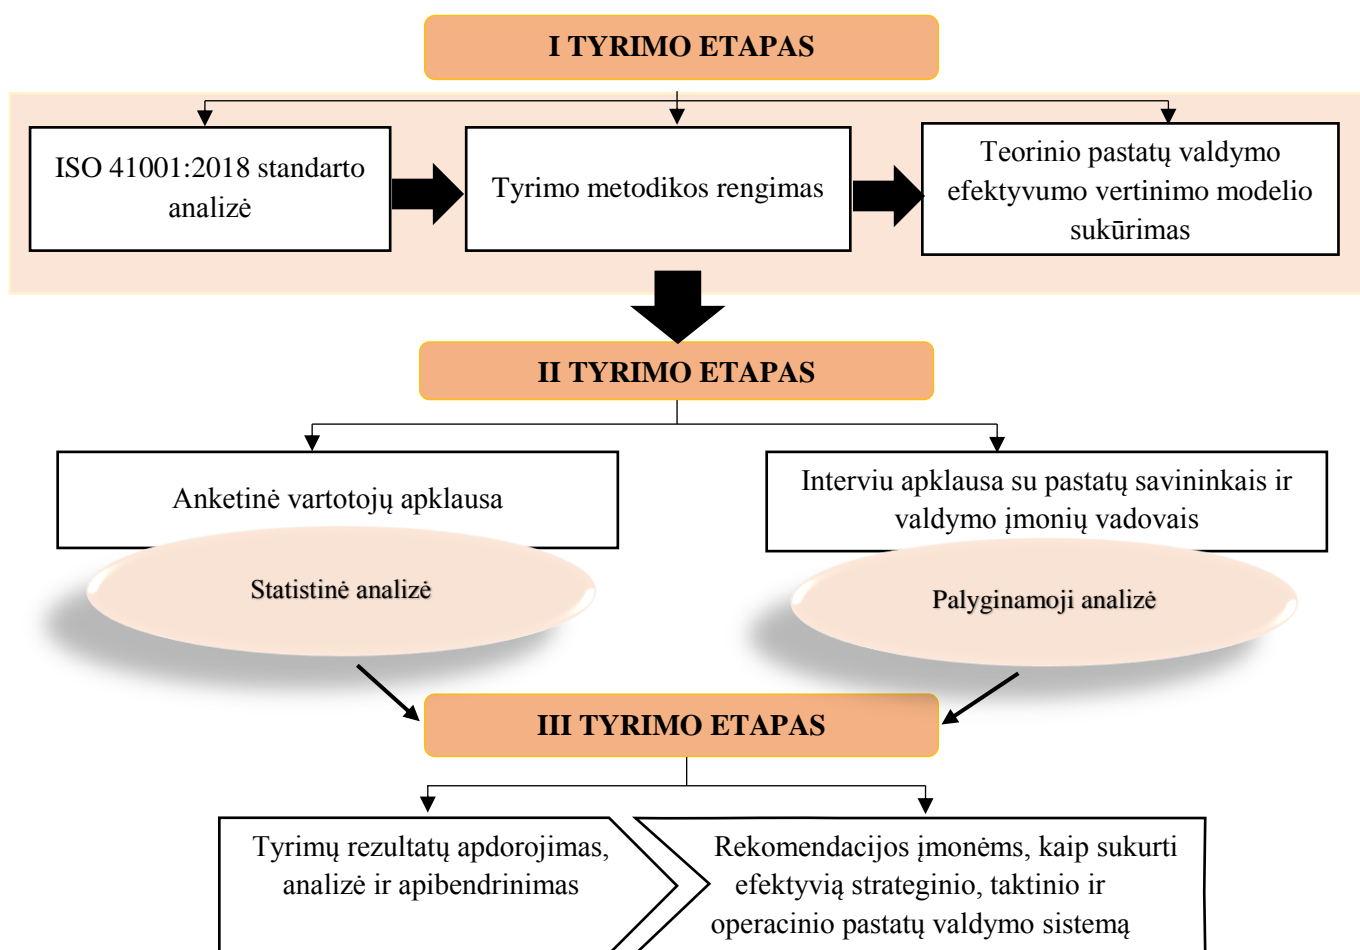 I TYRIMO ETAPAS
ISO 41001:2018 standarto
analizė
Tyrimo metodikos rengimas
Teorinio pastatų valdymo
efektyvumo vertinimo modelio
sukūrimas
II TYRIMO ETAPAS
Anketinė vartotojų apklausa
Interviu apklausa su pastatų savininkais ir
valdymo įmonių vadovais
Statistinė analizė
Palyginamoji analizė
III TYRIMO ETAPAS
Tyrimų rezultatų apdorojimas,
analizė ir apibendrinimas
Rekomendacijos įmonėms, kaip sukurti
efektyvią strateginio, taktinio ir
operacinio pastatų valdymo sistemą